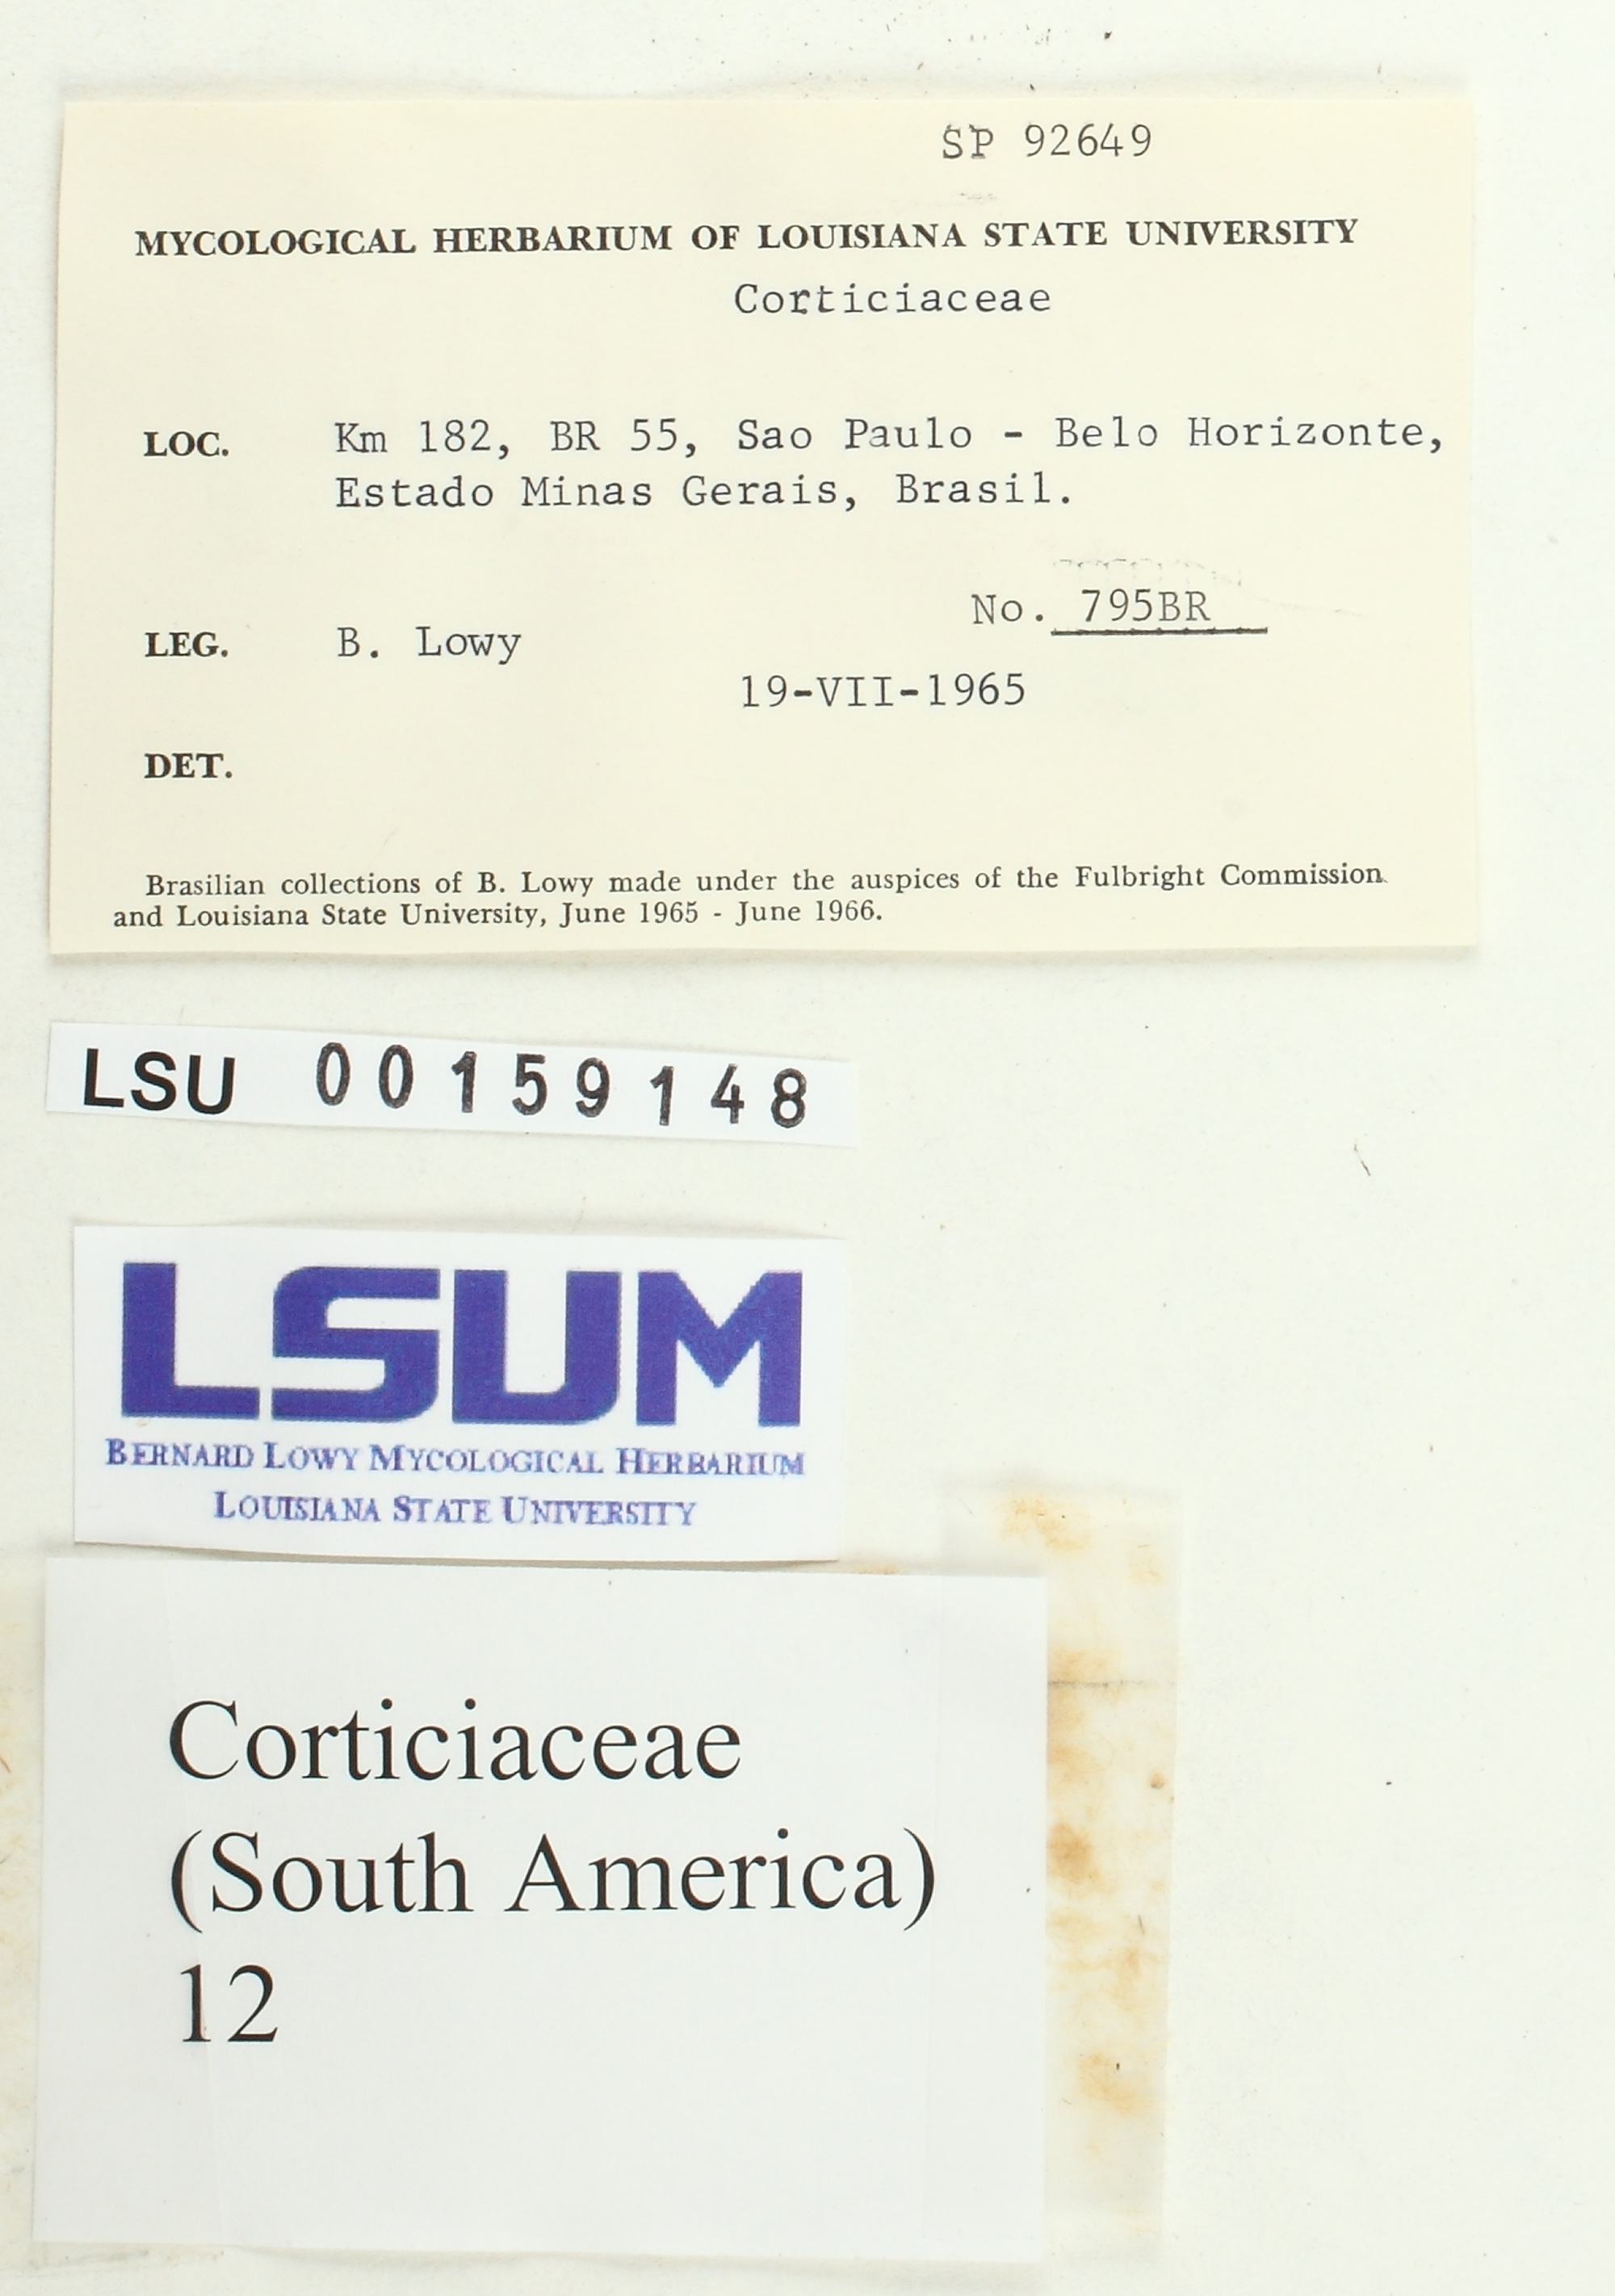 SP 92649
MYCOLOGICAL HERBARIUM OF LOUISIANA STATE UNIVERSITY
Corticiaceae
LOC. Km 182, BR 55, Sao Paulo - Belo Horizonte,
Estado Minas Gerais, Brasil.
No. 795BR
LEG. B. Lowy
19-VII-1965
DET.
Brasilian collections of B. Lowy made under the auspices of the Fulbright Commission
and Louisiana State University, June 1965 - June 1966.
LSU 00159148
LSUM
BERNARD LOWY MYCOLOGICAL HERBARIUM
LOUISIANA STATE UNIVERSITY
Corticiaceae
(South America)
12